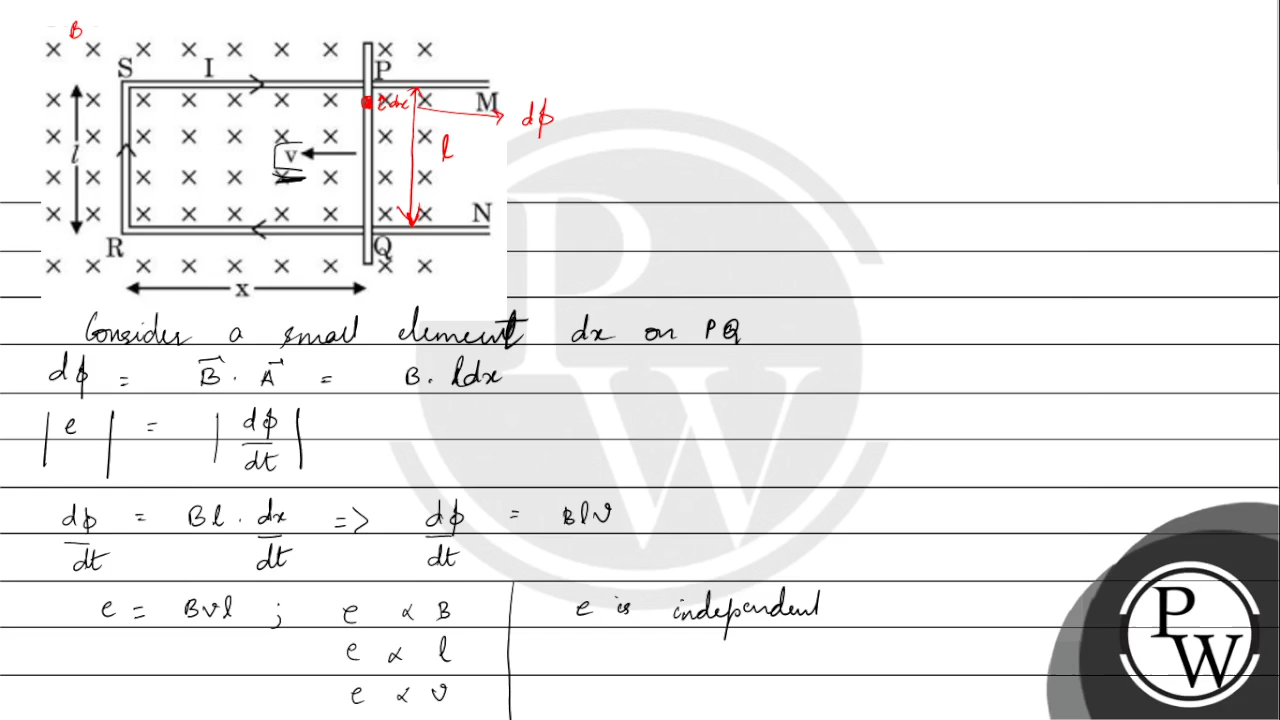 B
S I P
M
dx
dϕ
l
v
l
N
R Q
x
Consider a small element dx on PQ
dϕ = B⃗ . A⃗ = B . ldx
| e | = | dϕ/dt |
dϕ/dt = Bl . dx/dt => dϕ/dt = Blv
e = Bvl ; e ∝ B
e ∝ l
e ∝ v
e is independent
P
W
P
W